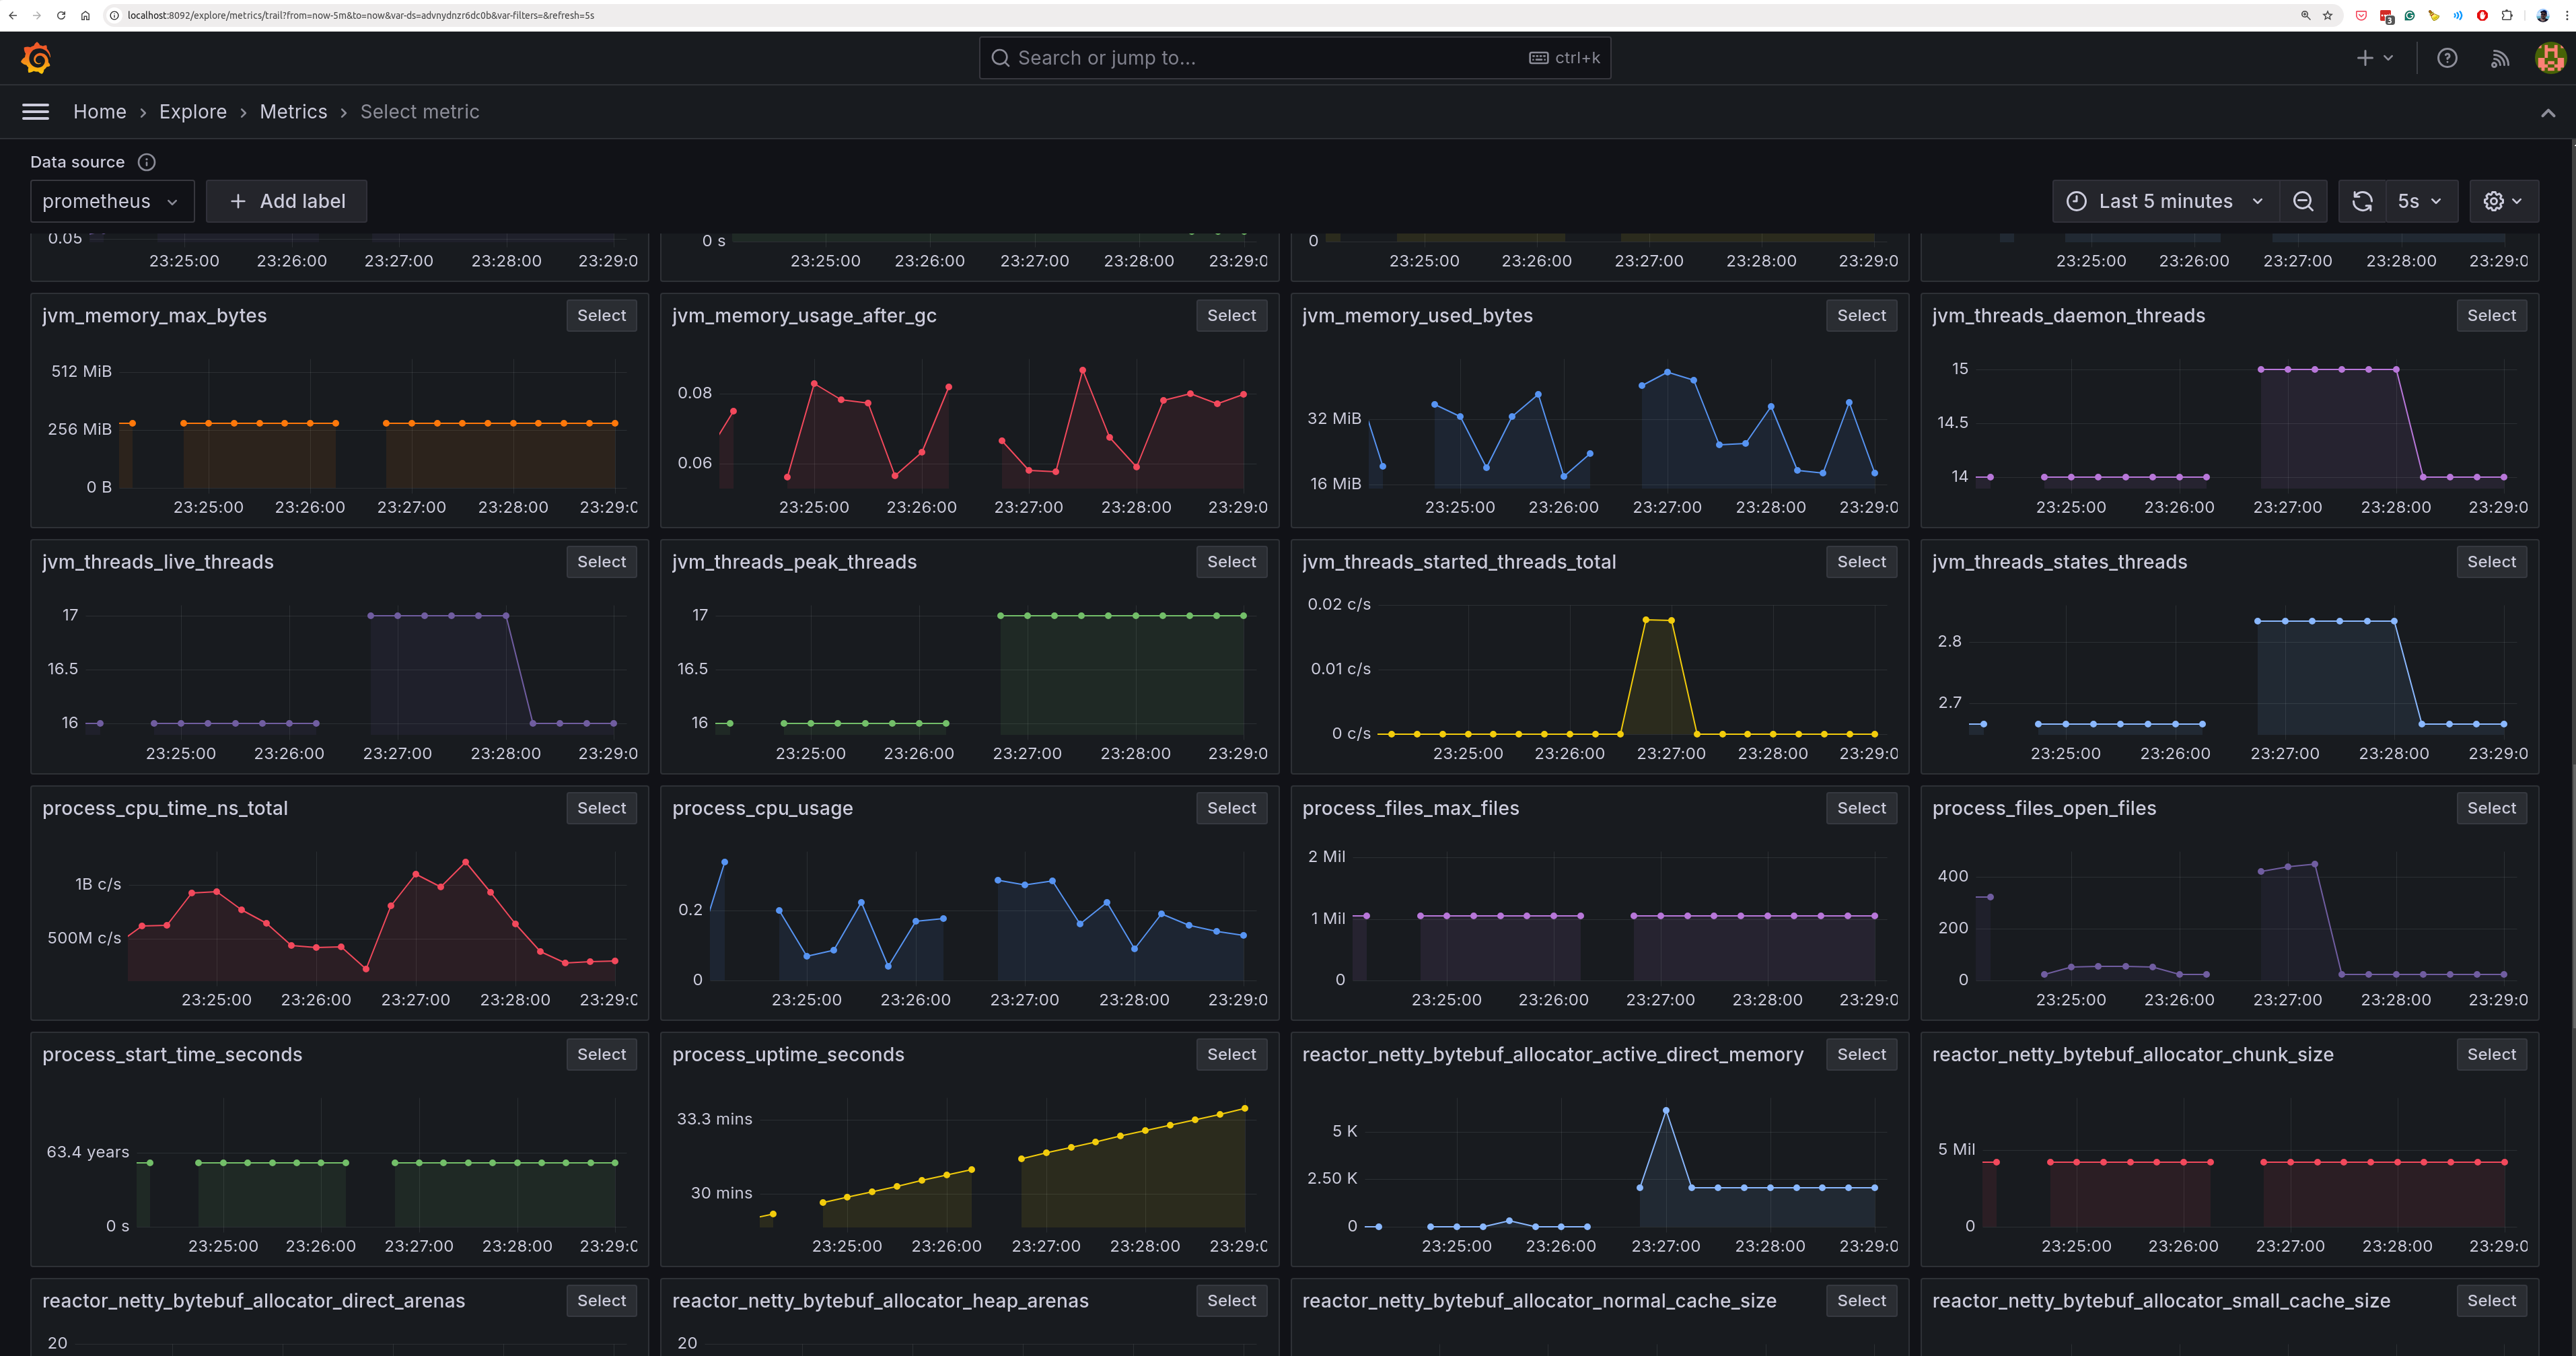 localhost:8092/explore/metrics/trail?from=now-5m&to=now&var-ds=advnydnzr6dc0b&var-filters=&refresh=5s
Search or jump to... ctrl+k
Home › Explore › Metrics › Select metric
Data source
prometheus + Add label Last 5 minutes 5s
0.05 0 s 0
23:25:00 23:26:00 23:27:00 23:28:00 23:29:0 23:25:00 23:26:00 23:27:00 23:28:00 23:29:0 23:25:00 23:26:00 23:27:00 23:28:00 23:29:0 23:25:00 23:26:00 23:27:00 23:28:00 23:29:0
jvm_memory_max_bytes Select
512 MiB
256 MiB
0 B
23:25:00 23:26:00 23:27:00 23:28:00 23:29:0
jvm_memory_usage_after_gc Select
0.08
0.06
23:25:00 23:26:00 23:27:00 23:28:00 23:29:0
jvm_memory_used_bytes Select
32 MiB
16 MiB
23:25:00 23:26:00 23:27:00 23:28:00 23:29:0
jvm_threads_daemon_threads Select
15
14.5
14
23:25:00 23:26:00 23:27:00 23:28:00 23:29:0
jvm_threads_live_threads Select
17
16.5
16
23:25:00 23:26:00 23:27:00 23:28:00 23:29:0
jvm_threads_peak_threads Select
17
16.5
16
23:25:00 23:26:00 23:27:00 23:28:00 23:29:0
jvm_threads_started_threads_total Select
0.02 c/s
0.01 c/s
0 c/s
23:25:00 23:26:00 23:27:00 23:28:00 23:29:0
jvm_threads_states_threads Select
2.8
2.7
23:25:00 23:26:00 23:27:00 23:28:00 23:29:0
process_cpu_time_ns_total Select
1B c/s
500M c/s
23:25:00 23:26:00 23:27:00 23:28:00 23:29:0
process_cpu_usage Select
0.2
0
23:25:00 23:26:00 23:27:00 23:28:00 23:29:0
process_files_max_files Select
2 Mil
1 Mil
0
23:25:00 23:26:00 23:27:00 23:28:00 23:29:0
process_files_open_files Select
400
200
0
23:25:00 23:26:00 23:27:00 23:28:00 23:29:0
process_start_time_seconds Select
63.4 years
0 s
23:25:00 23:26:00 23:27:00 23:28:00 23:29:0
process_uptime_seconds Select
33.3 mins
30 mins
23:25:00 23:26:00 23:27:00 23:28:00 23:29:0
reactor_netty_bytebuf_allocator_active_direct_memory Select
5 K
2.50 K
0
23:25:00 23:26:00 23:27:00 23:28:00 23:29:0
reactor_netty_bytebuf_allocator_chunk_size Select
5 Mil
0
23:25:00 23:26:00 23:27:00 23:28:00 23:29:0
reactor_netty_bytebuf_allocator_direct_arenas Select
20
reactor_netty_bytebuf_allocator_heap_arenas Select
20
reactor_netty_bytebuf_allocator_normal_cache_size Select
reactor_netty_bytebuf_allocator_small_cache_size Select